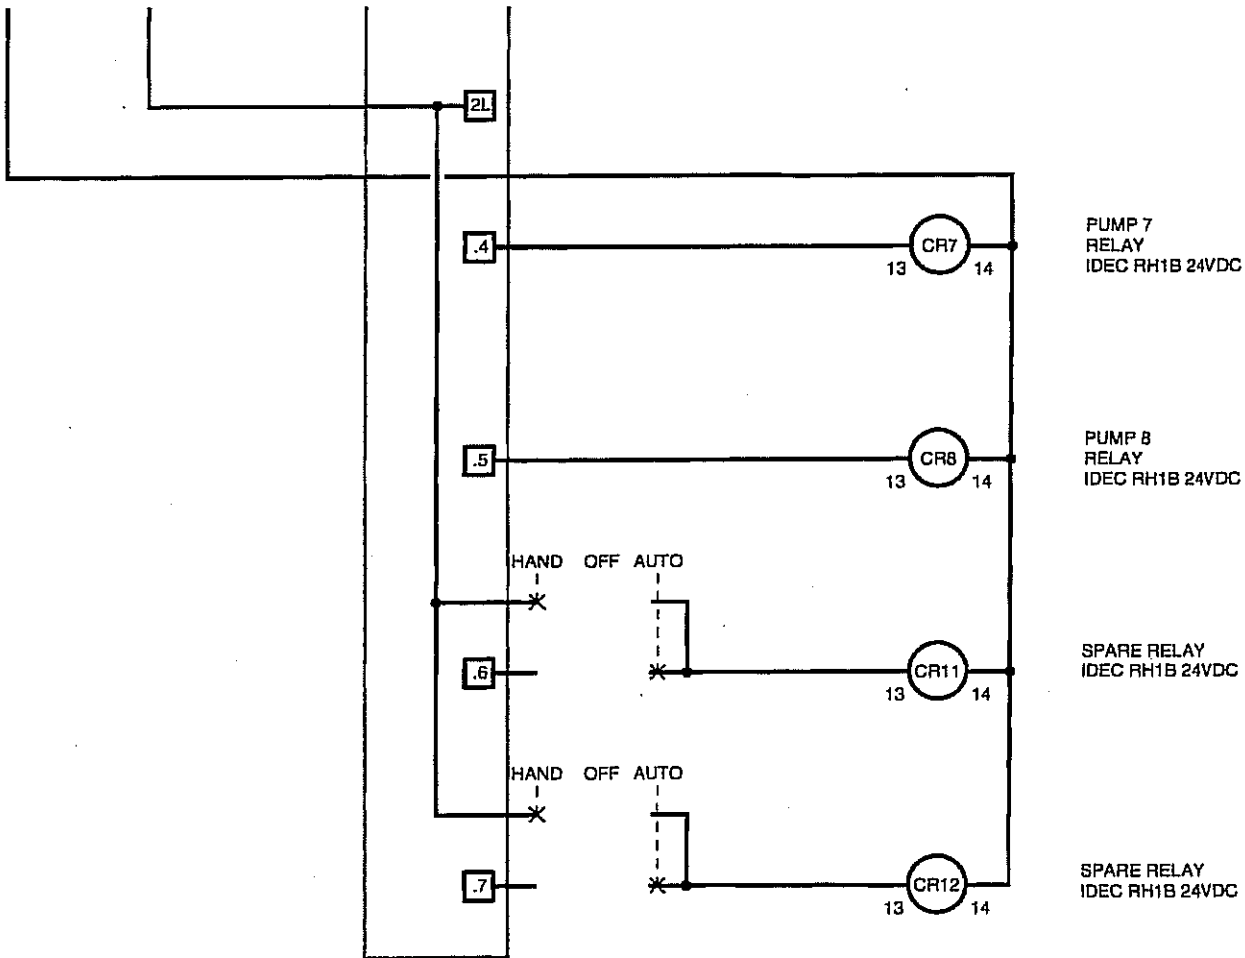 2L
.4
CR7
13
14
PUMP 7
RELAY
IDEC RH1B 24VDC
.5
CR8
13
14
PUMP 8
RELAY
IDEC RH1B 24VDC
HAND OFF AUTO
.6
CR11
13
14
SPARE RELAY
IDEC RH1B 24VDC
HAND OFF AUTO
.7
CR12
13
14
SPARE RELAY
IDEC RH1B 24VDC